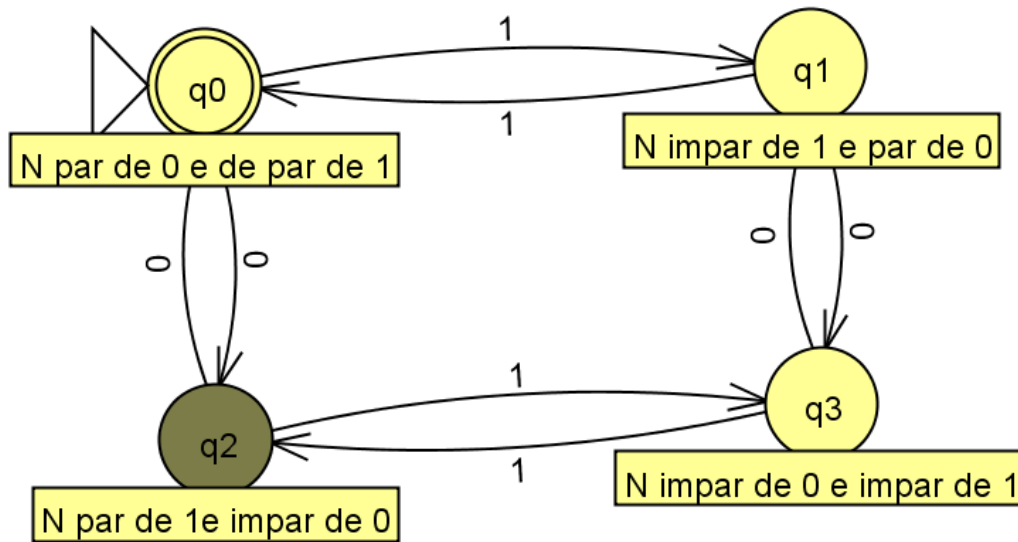 1
q0
q1
1
N par de 0 e de par de 1
N impar de 1 e par de 0
0
0
0
0
1
q2
q3
1
N impar de 0 e impar de 1
N par de 1e impar de 0